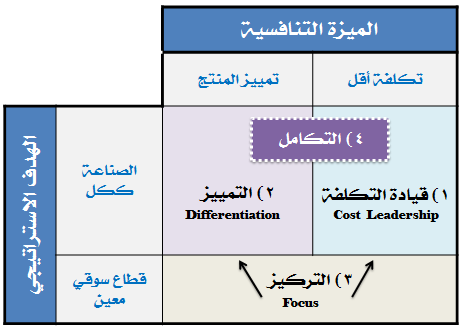 الميزة التنافسية
تكلفة أقل
تمييز المنتج
الهدف الاستراتيجي
الصناعة
ككل
٤) التكامل
١) قيادة التكلفة
Cost Leadership
٢) التمييز
Differentiation
قطاع سوقي
معين
٣) التركيز
Focus